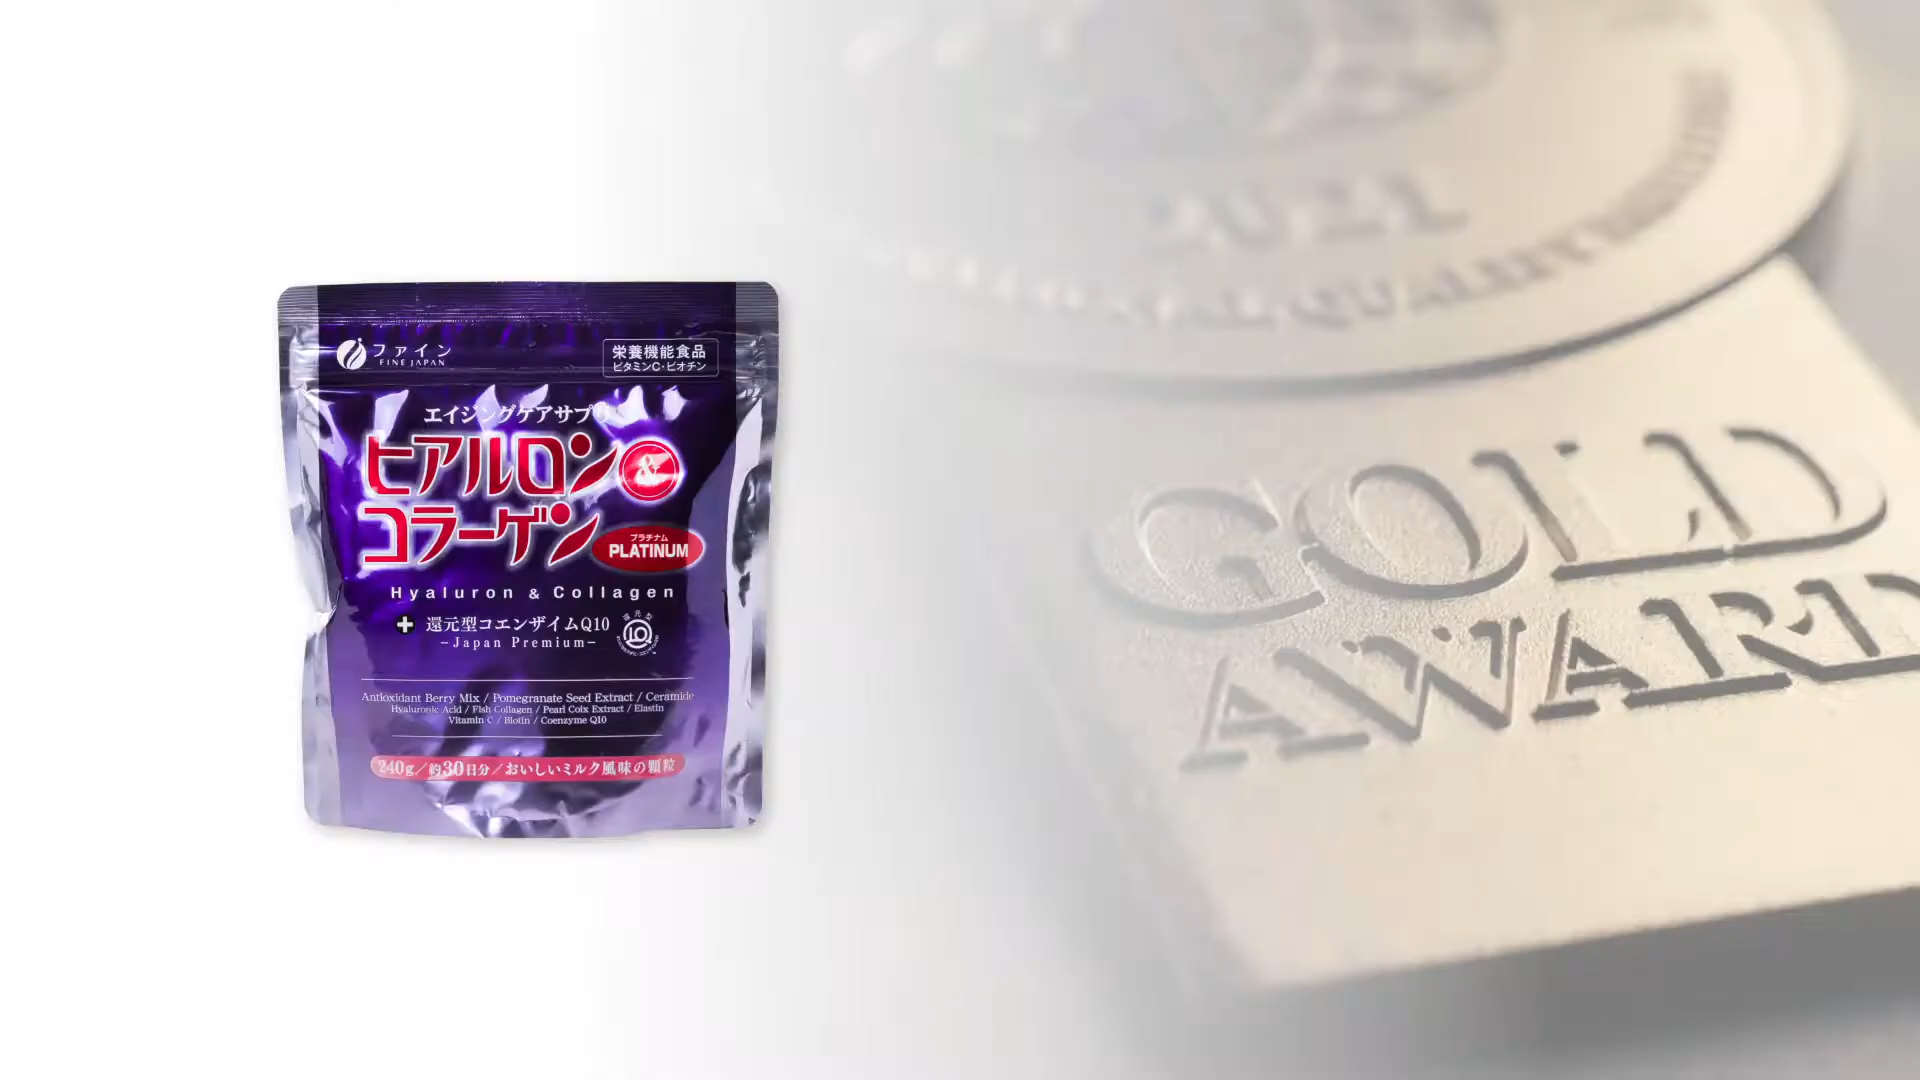 ファイン
FINE JAPAN
栄養機能食品
ビタミンC・ビオチン
エイジングケアサプリ
ヒアルロン&
コラーゲン
プラチナム
PLATINUM
Hyaluron & Collagen
+ 還元型コエンザイムQ10
–Japan Premium–
還元型
Q10
Antioxidant Berry Mix / Pomegranate Seed Extract / Ceramide
Hyaluronic Acid / Fish Collagen / Pearl Coix Extract / Elastin
Vitamin C / Biotin / Coenzyme Q10
240g/約30日分/おいしいミルク風味の顆粒
2021
QUALITY
GOLD
AWARD